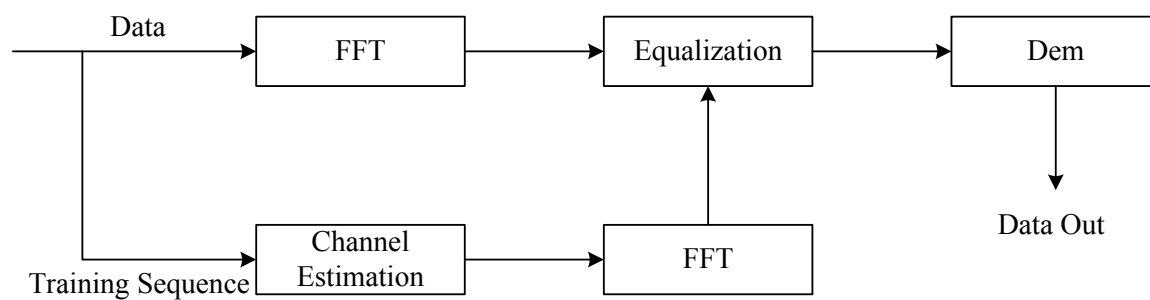 Data
FFT
Equalization
Dem
Training Sequence
Channel
Estimation
FFT
Data Out